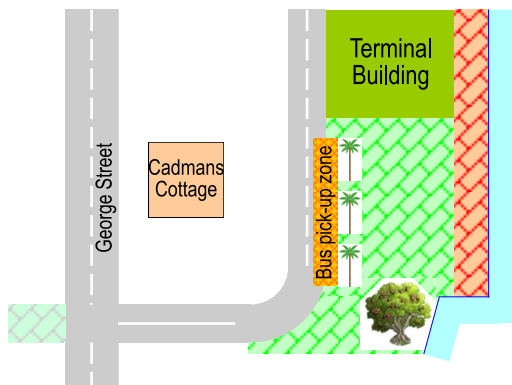 Terminal
Building
Cadmans
Cottage
George Street
Bus pick-up zone